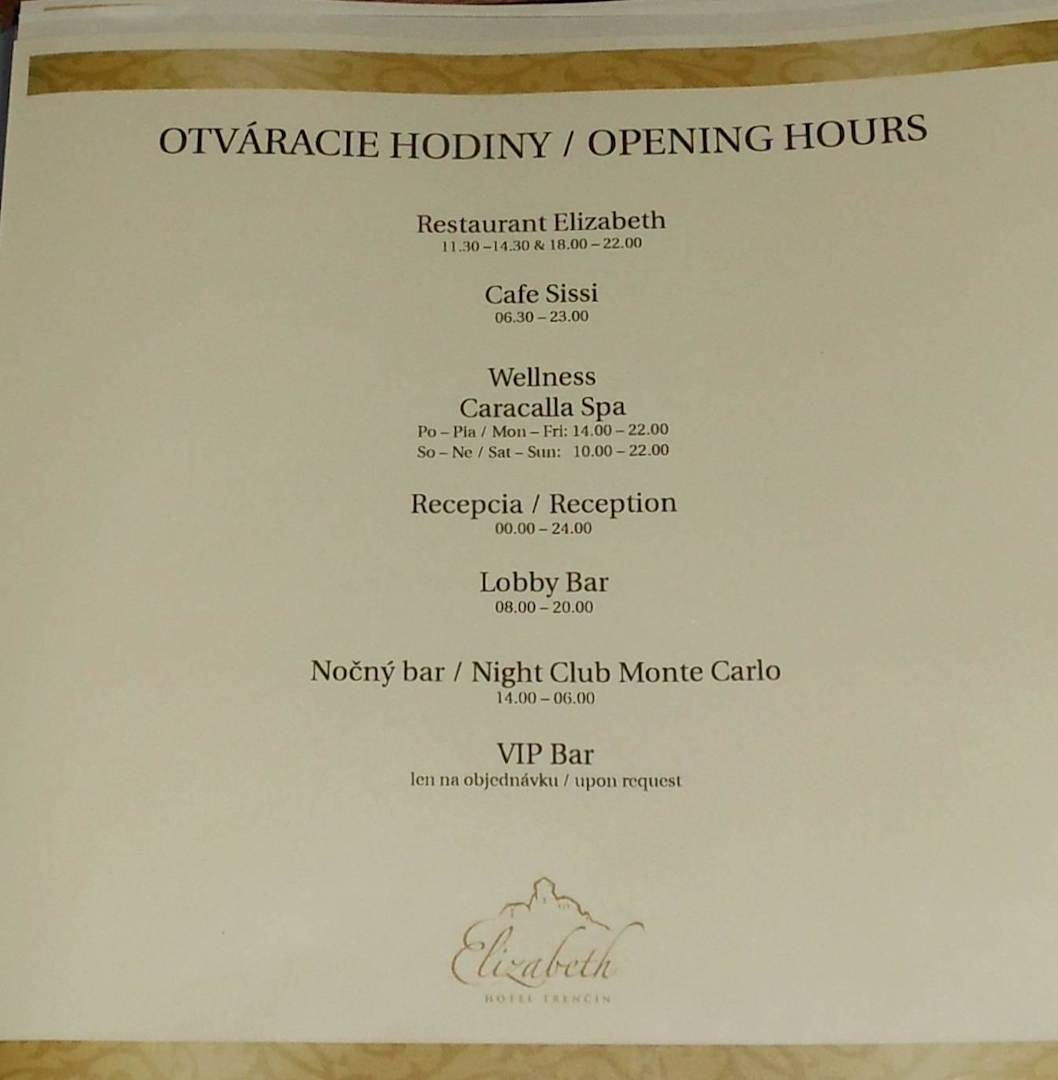 OTVÁRACIE HODINY / OPENING HOURS
Restaurant Elizabeth
11.30 –14.30 & 18.00 – 22.00
Cafe Sissi
06.30 – 23.00
Wellness
Caracalla Spa
Po – Pia / Mon – Fri: 14.00 – 22.00
So – Ne / Sat – Sun: 10.00 – 22.00
Recepcia / Reception
00.00 – 24.00
Lobby Bar
08.00 – 20.00
Nočný bar / Night Club Monte Carlo
14.00 – 06.00
VIP Bar
len na objednávku / upon request
Elizabeth
HOTEL TRENČÍN